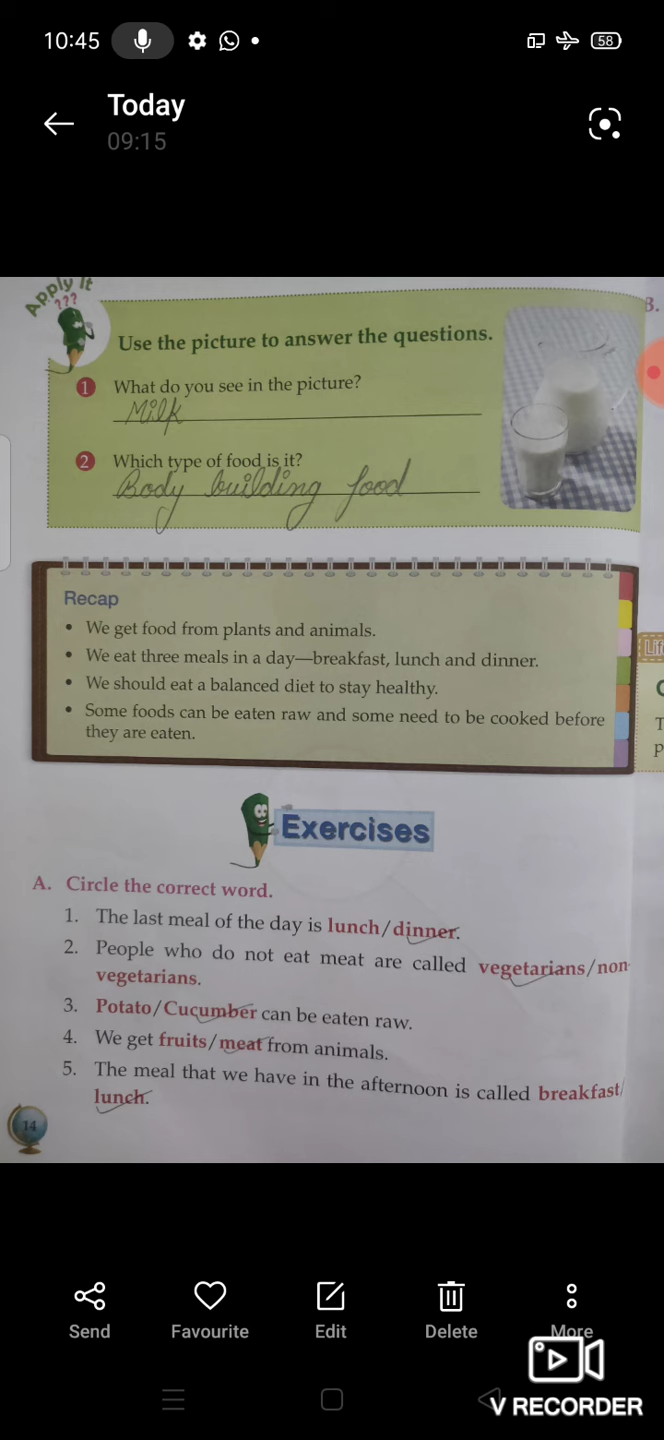 10:45
58
Today
09:15
Apply It
???
B.
Use the picture to answer the questions.
1 What do you see in the picture?
Milk
2 Which type of food is it?
Body building food
Recap
• We get food from plants and animals.
• We eat three meals in a day—breakfast, lunch and dinner.
• We should eat a balanced diet to stay healthy.
• Some foods can be eaten raw and some need to be cooked before
they are eaten.
Exercises
A. Circle the correct word.
1. The last meal of the day is lunch/dinner.
2. People who do not eat meat are called vegetarians/non-
vegetarians.
3. Potato/Cucumber can be eaten raw.
4. We get fruits/meat from animals.
5. The meal that we have in the afternoon is called breakfast/
lunch.
14
Send Favourite Edit Delete More
V RECORDER